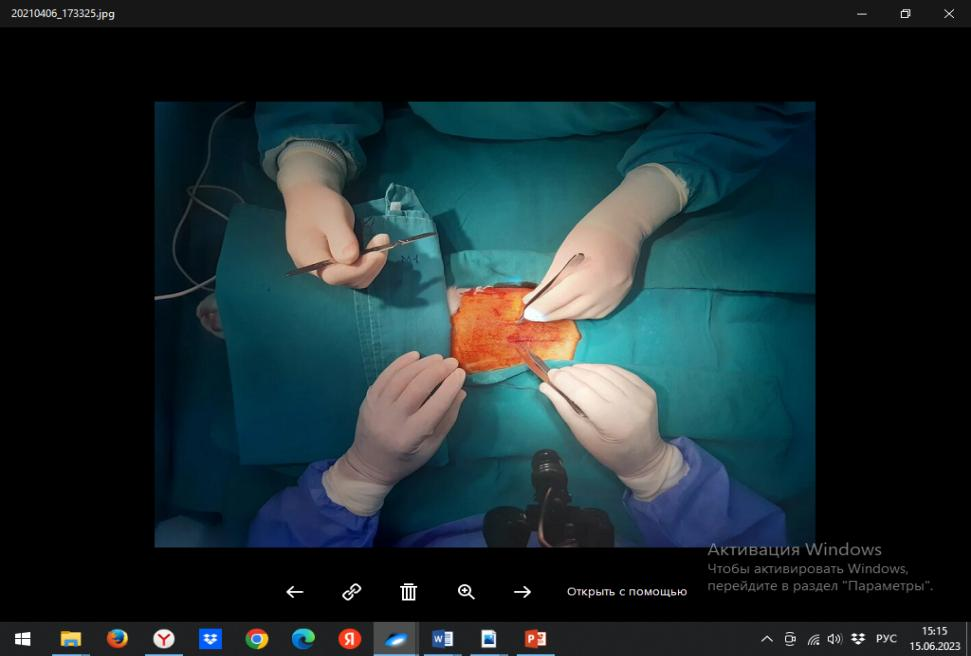 20210406_173325.jpg
Активация Windows
Чтобы активировать Windows,
перейдите в раздел "Параметры".
Открыть с помощью
РУС
15:15
15.06.2023